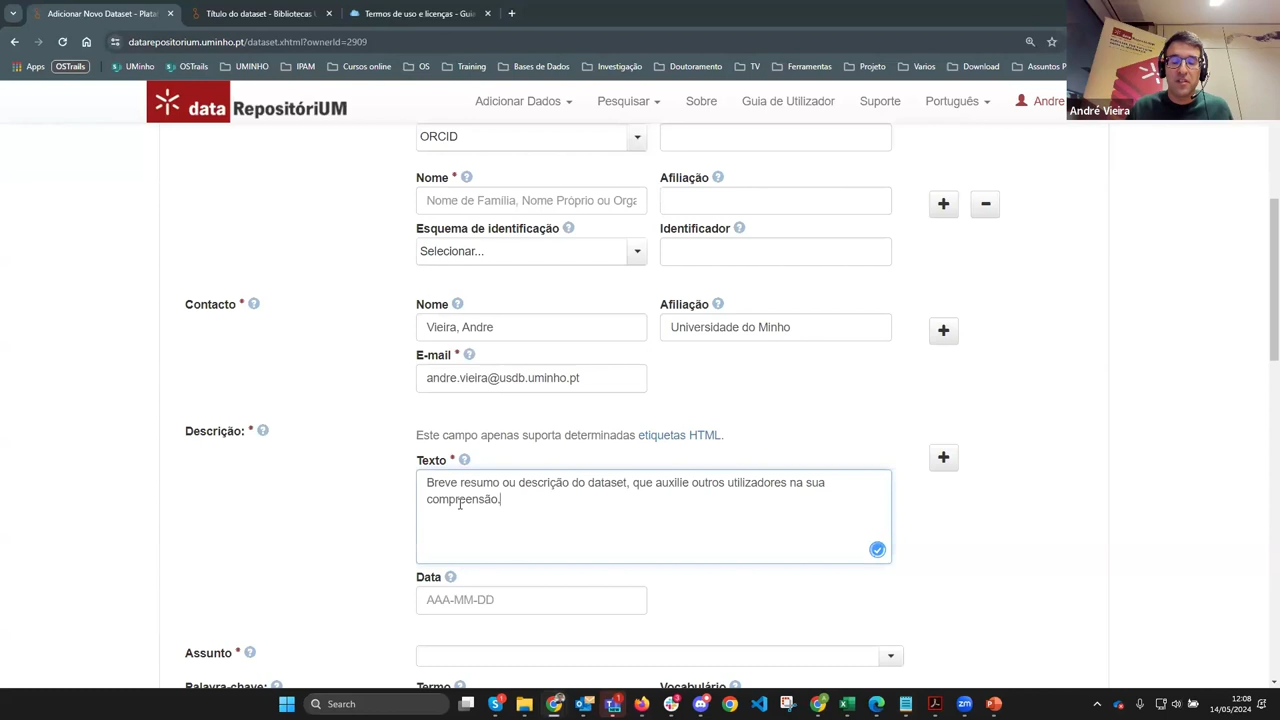 Adicionar Novo Dataset - Plata
Título do dataset - Bibliotecas U
Termos de uso e licenças - Guia
datarepositorium.uminho.pt/dataset.xhtml?ownerId=2909
Apps
OSTrails
UMinho
OSTrails
UMINHO
IPAM
Cursos online
OS
Training
Bases de Dados
Investigação
Doutoramento
IT
Ferramentas
Projeto
Varios
Download
Assuntos P
André Vieira
data RepositóriUM
Adicionar Dados
Pesquisar
Sobre
Guia de Utilizador
Suporte
Português
Andre
ORCID
Nome * Afiliação
Nome de Família, Nome Próprio ou Orga
Esquema de identificação Identificador
Selecionar...
Contacto * Nome Afiliação
Vieira, Andre Universidade do Minho
E-mail *
andre.vieira@usdb.uminho.pt
Descrição: * Este campo apenas suporta determinadas etiquetas HTML.
Texto *
Breve resumo ou descrição do dataset, que auxilie outros utilizadores na sua
compreensão.
Data
AAA-MM-DD
Assunto *
Palavra-chave: Termo Vocabulário
Search
12:08
14/05/2024